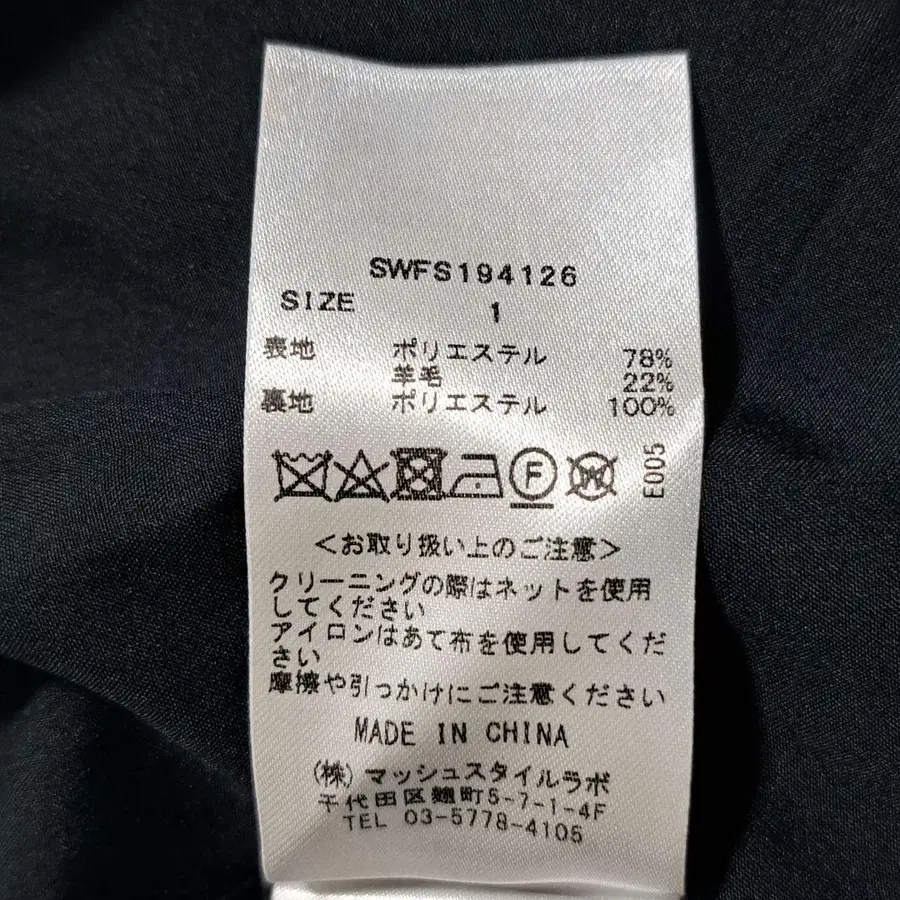 SWFS194126
SIZE 1
表地 ポリエステル 78%
羊毛 22%
裏地 ポリエステル 100%
F W E005
<お取り扱い上のご注意>
クリーニングの際はネットを使用
してください
アイロンはあて布を使用してくだ
さい
摩擦や引っかけにご注意ください
MADE IN CHINA
(株)マッシュスタイルラボ
千代田区麹町5-7-1-4F
TEL 03-5778-4105